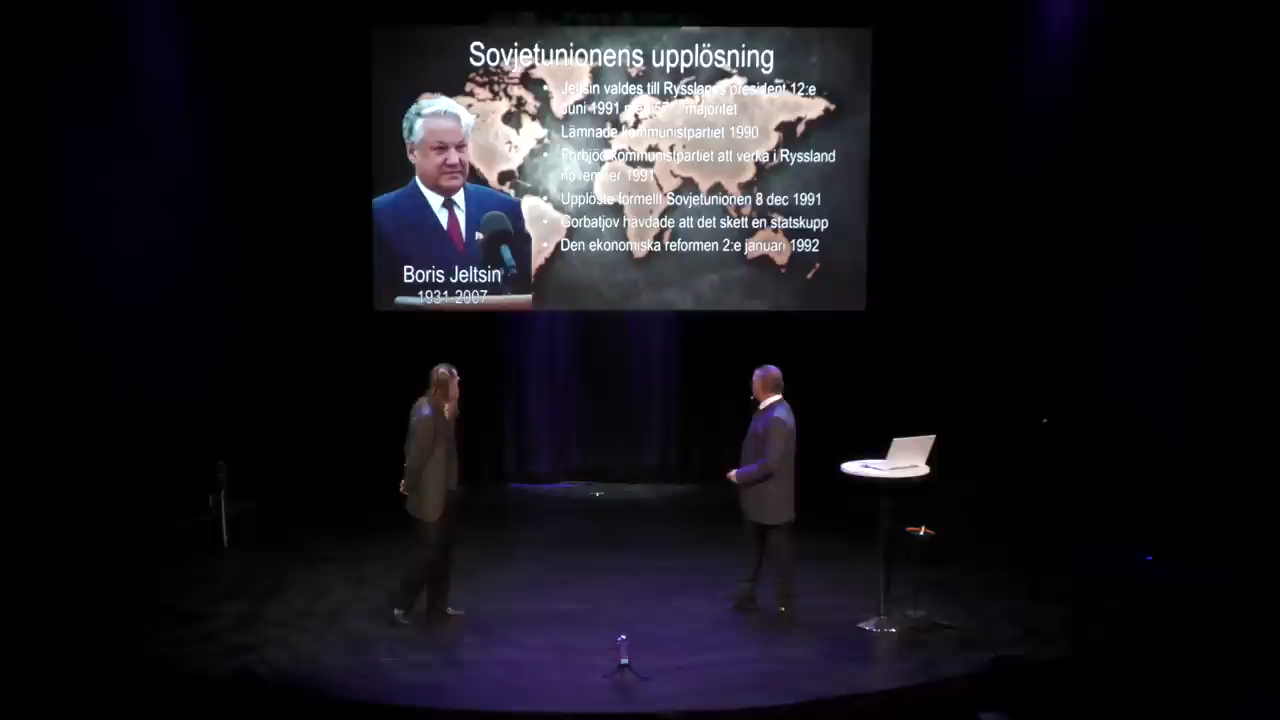 Sovjetunionens upplösning
Jeltsin valdes till Rysslands president 12:e
juni 1991 med 57% majoritet
Lämnade kommunistpartiet 1990
Förbjöd kommunistpartiet att verka i Ryssland
november 1991
Upplöste formellt Sovjetunionen 8 dec 1991
Gorbatjov hävdade att det skett en statskupp
Den ekonomiska reformen 2:e januari 1992
Boris Jeltsin
1931-2007